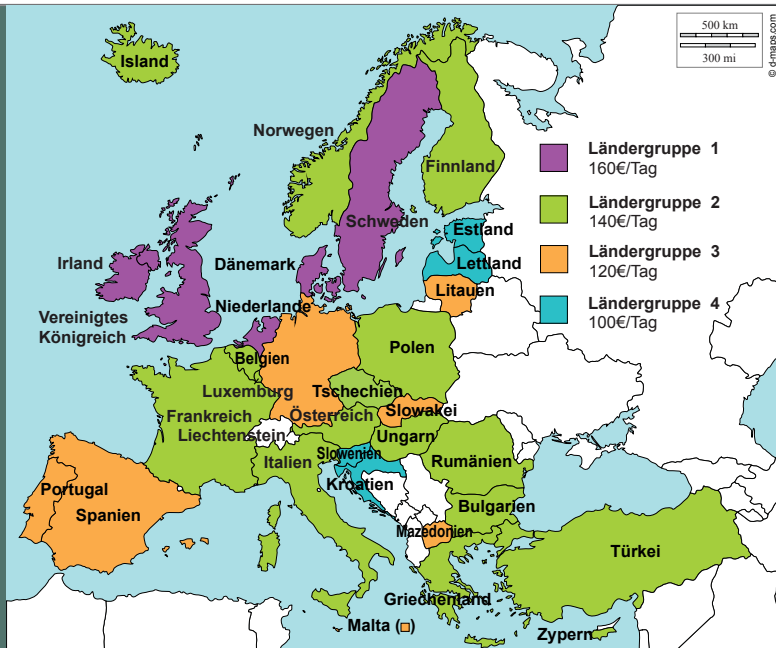 500 km
300 mi
© d-maps.com
Island
Norwegen
Finnland
Ländergruppe 1
160€/Tag
Ländergruppe 2
140€/Tag
Ländergruppe 3
120€/Tag
Ländergruppe 4
100€/Tag
Schweden
Estland
Irland
Dänemark
Lettland
Litauen
Niederlande
Vereinigtes
Königreich
Polen
Belgien
Luxemburg
Tschechien
Frankreich
Österreich
Slowakei
Liechtenstein
Ungarn
Italien
Slowenien
Rumänien
Kroatien
Portugal
Spanien
Bulgarien
Mazedonien
Türkei
Griechenland
Malta ( )
Zypern